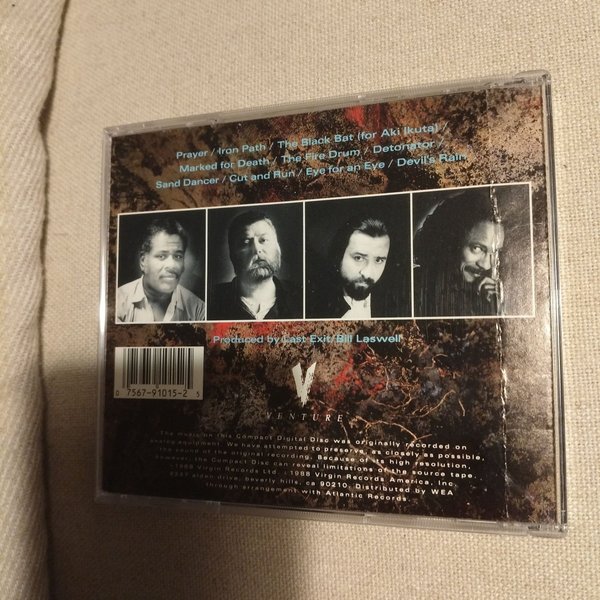 Prayer / Iron Path / The Black Bat (for Aki Ikuta) /
Marked for Death / The Fire Drum / Detonator /
Sand Dancer / Cut and Run / Eye for an Eye / Devil's Rain
Produced by Last Exit/Bill Laswell
0 7567-91015-2 5
V
VENTURE
The music on this Compact Digital Disc was originally recorded on
analog equipment. We have attempted to preserve, as closely as possible,
the sound of the original recording. Because of its high resolution,
the Compact Disc can reveal limitations of the source tape.
1988 Virgin Records Ltd. 1988 Virgin Records America, Inc.
drive, beverly hills, ca 90210. Distributed by WEA
through arrangement with Atlantic Records.